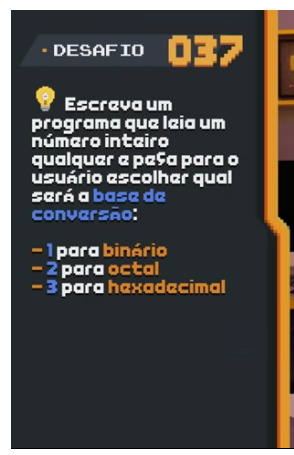 • DESAFIO 037
Escreva um
programa que leia um
número inteiro
qualquer e peça para o
usuário escolher qual
será a base de
conversão:
- 1 para binário
- 2 para octal
- 3 para hexadecimal